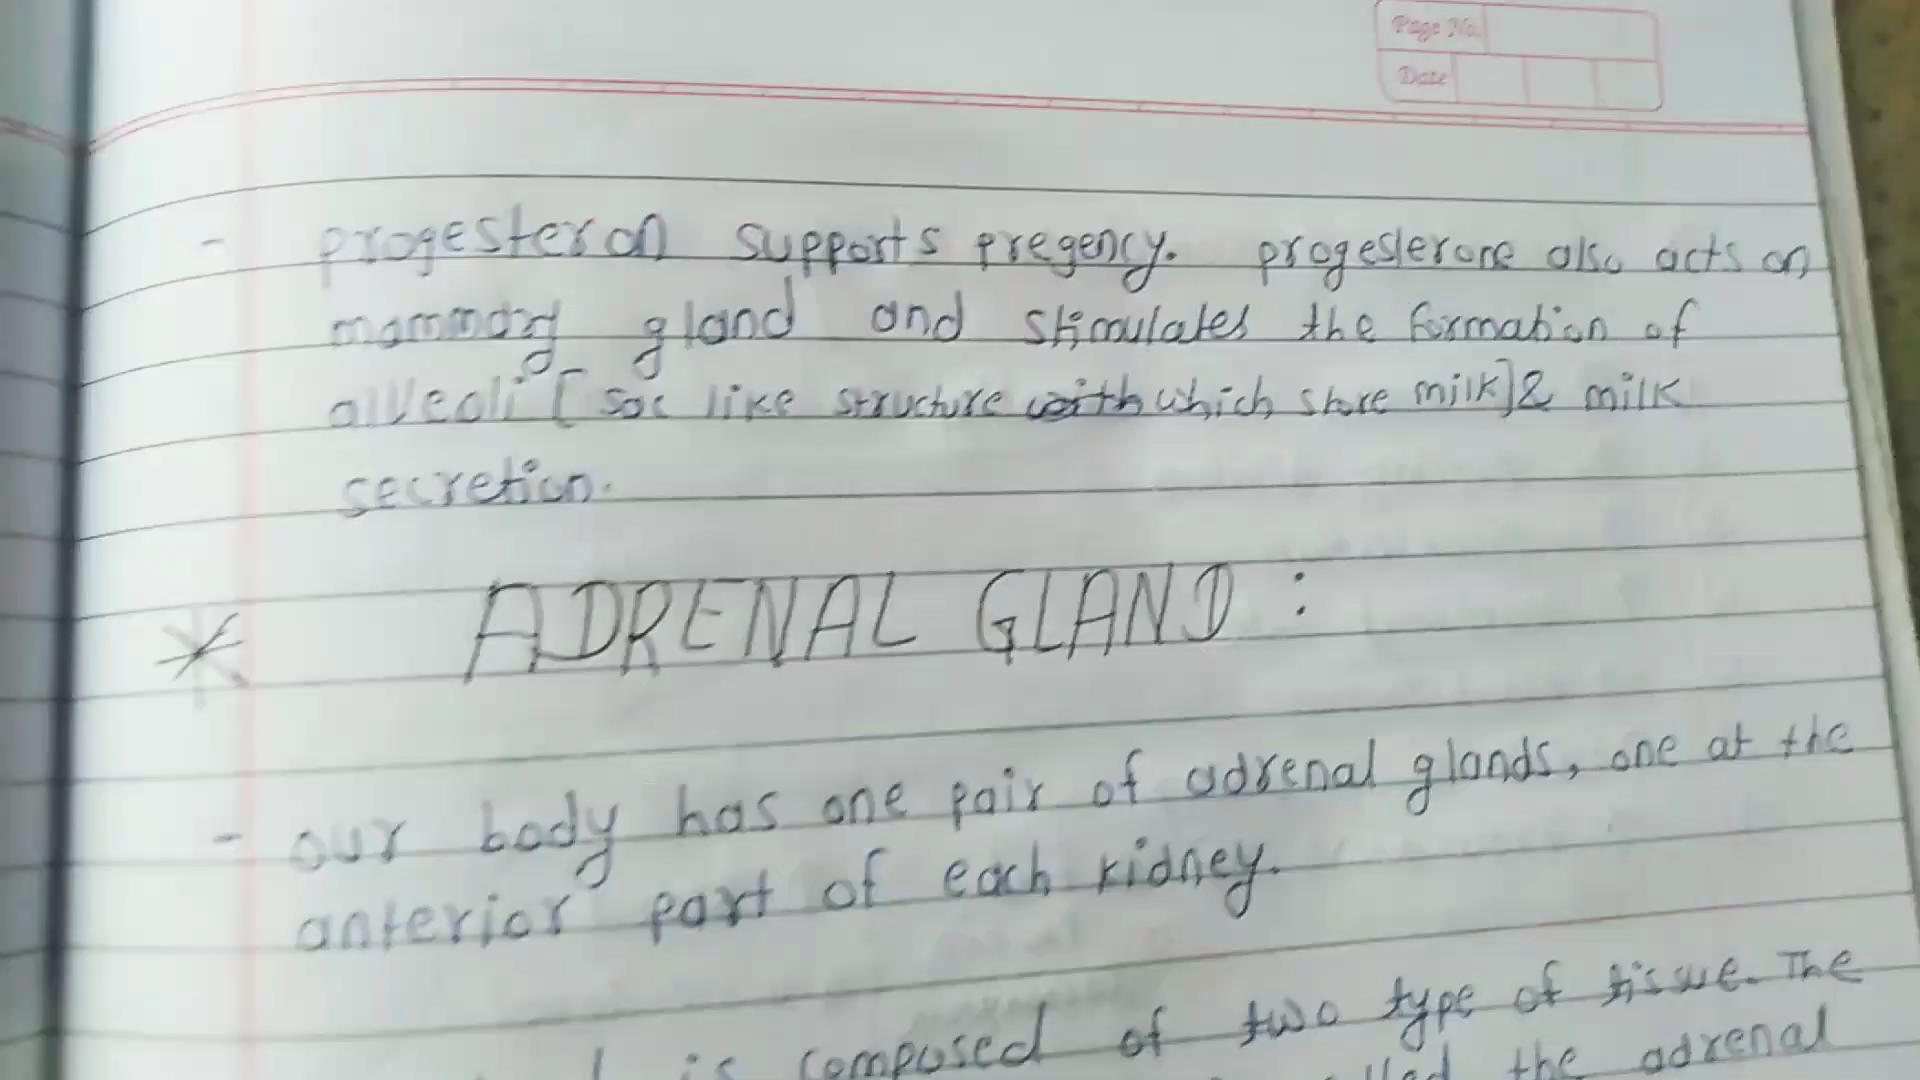 Page No.
Date
- progesteron supports pregency. progesterone also acts on
mammary gland and stimulates the formation of
alveoli [sac like structure which store milk] & milk
secretion.
* ADRENAL GLAND :
- our body has one pair of adrenal glands, one at the
anterior part of each kidney.
is composed of two type of tissue. The
the adrenal